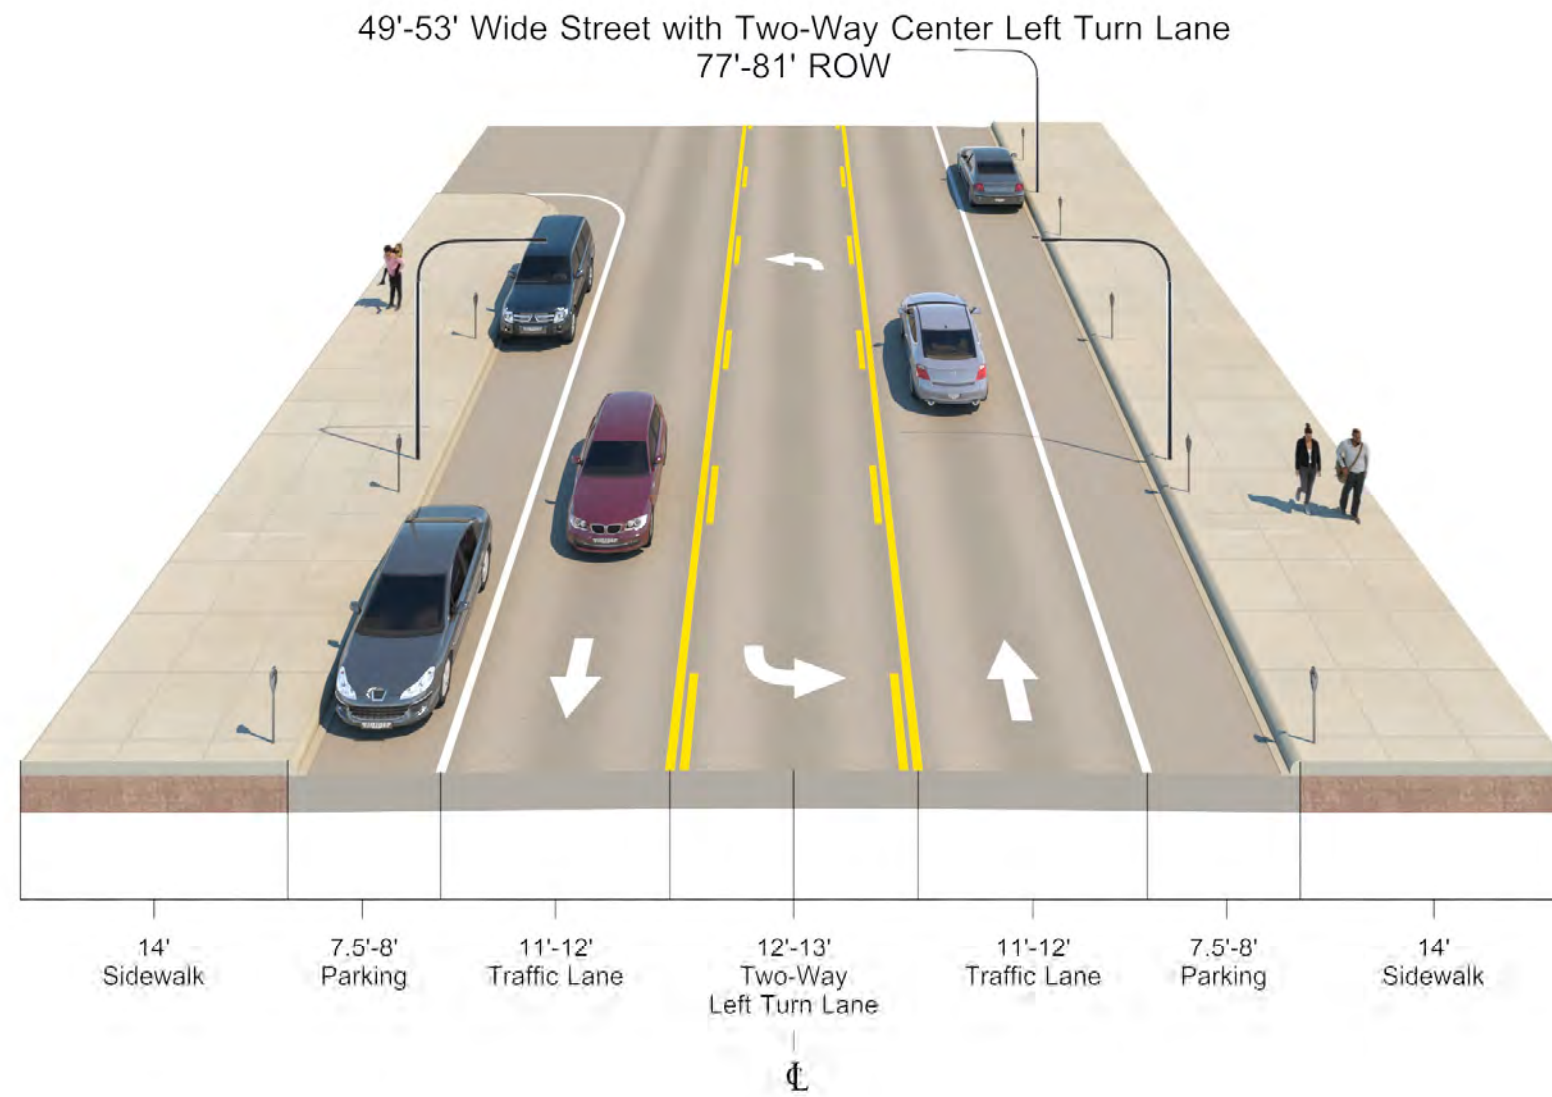 49'-53' Wide Street with Two-Way Center Left Turn Lane
77'-81' ROW
14'
Sidewalk
7.5'-8'
Parking
11'-12'
Traffic Lane
12'-13'
Two-Way
Left Turn Lane
11'-12'
Traffic Lane
7.5'-8'
Parking
14'
Sidewalk
℄